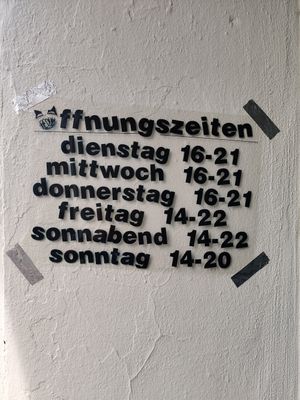 öffnungszeiten
dienstag 16-21
mittwoch 16-21
donnerstag 16-21
freitag 14-22
sonnabend 14-22
sonntag 14-20